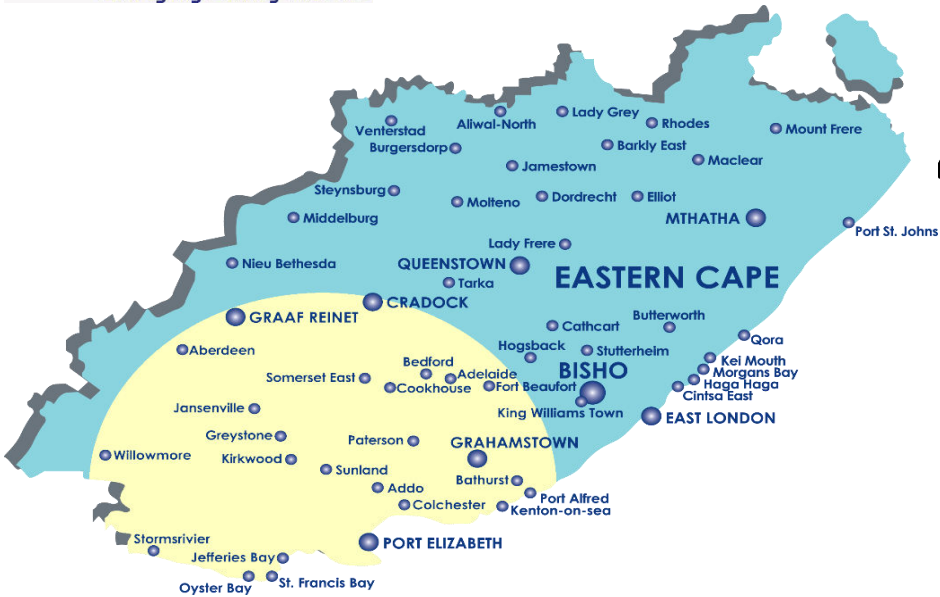 Lady Grey
Aliwal-North
Venterstad
Rhodes
Mount Frere
Burgersdorp
Barkly East
Maclear
Jamestown
Steynsburg
Molteno
Dordrecht
Elliot
Middelburg
MTHATHA
Port St. Johns
Lady Frere
Nieu Bethesda
QUEENSTOWN
EASTERN CAPE
Tarka
CRADOCK
GRAAF REINET
Butterworth
Cathcart
Qora
Hogsback
Stutterheim
Aberdeen
Kei Mouth
Bedford
BISHO
Morgans Bay
Somerset East
Adelaide
Haga Haga
Cookhouse
Fort Beaufort
Cintsa East
Jansenville
King Williams Town
EAST LONDON
Greystone
Paterson
GRAHAMSTOWN
Willowmore
Kirkwood
Sunland
Bathurst
Addo
Port Alfred
Colchester
Kenton-on-sea
Stormsrivier
PORT ELIZABETH
Jefferies Bay
Oyster Bay
St. Francis Bay